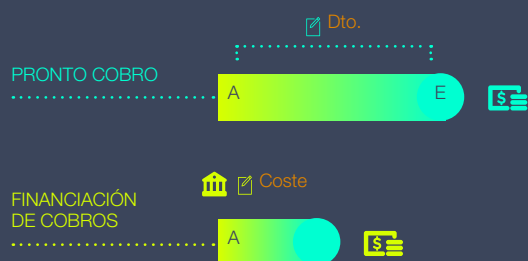 Dto.
PRONTO COBRO
A
E
$
Coste
FINANCIACIÓN
DE COBROS
A
$